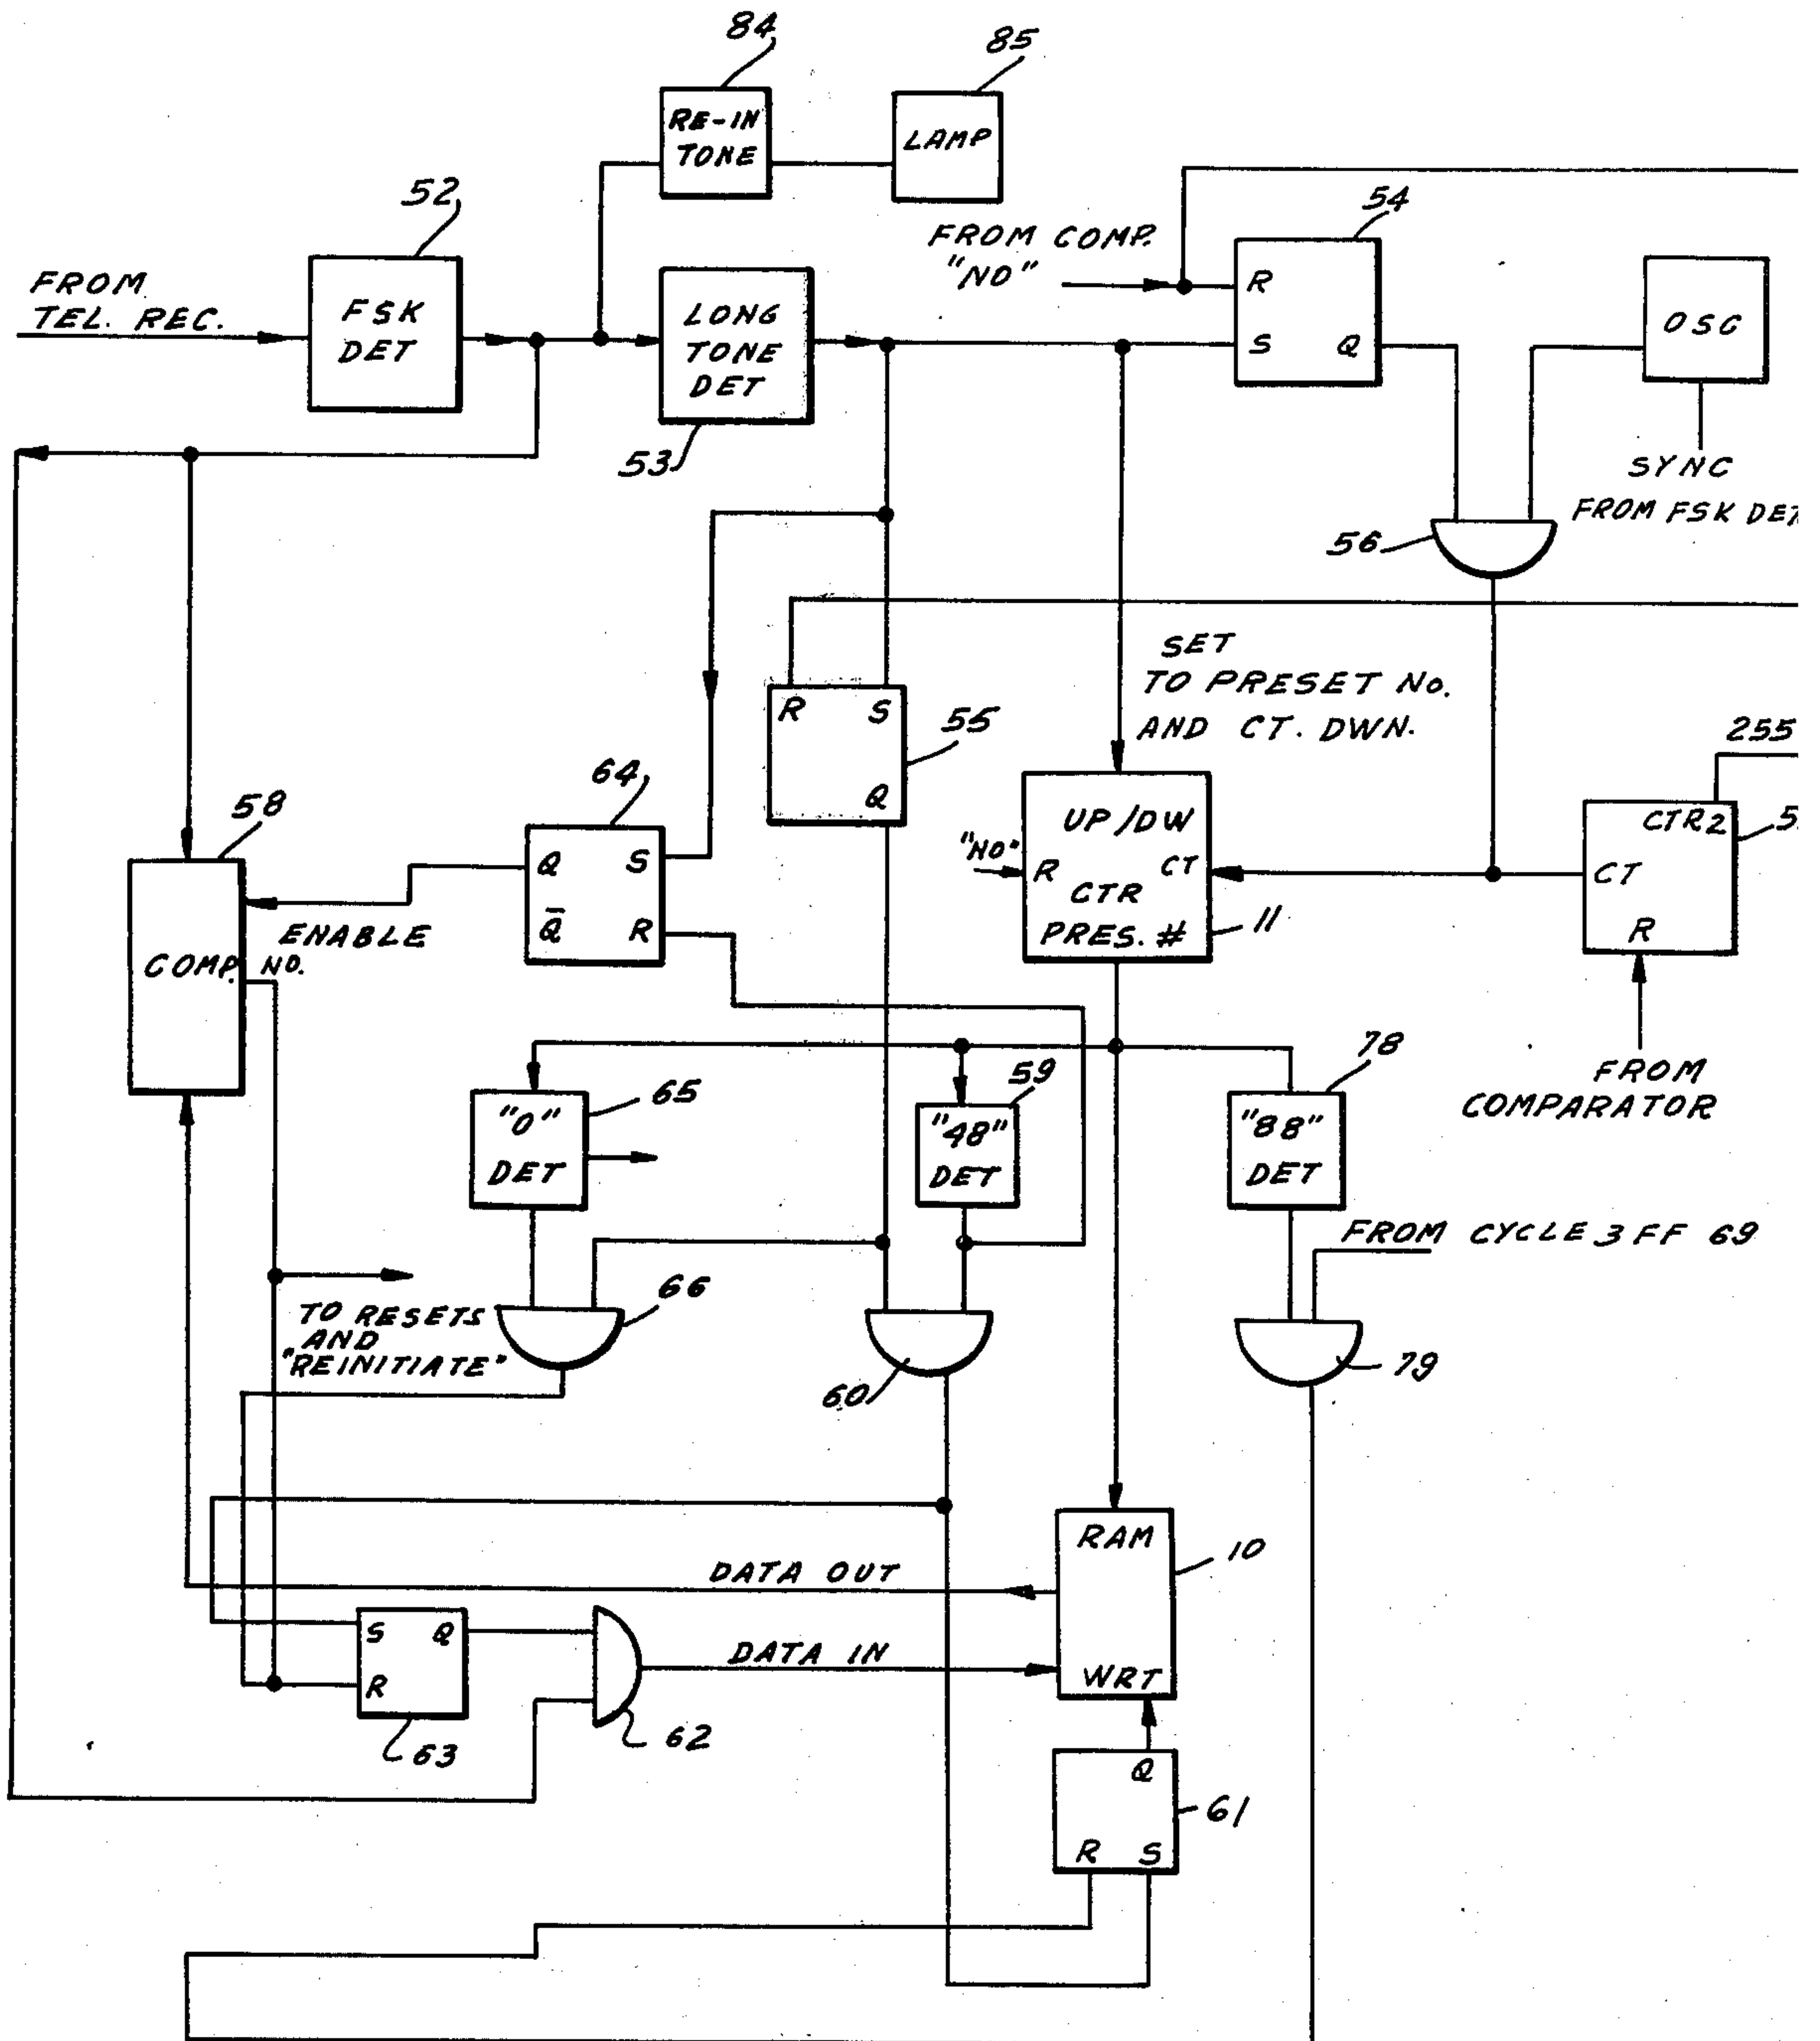 84
85
RE-IN
TONE
LAMP
52
54
FROM
TEL. REC.
FSK
DET
LONG
TONE
DET
53
FROM COMP.
"NO"
R
S Q
OSC
SYNC
FROM FSK DET
56
SET
TO PRESET No.
AND CT. DWN.
R S
Q
55
64
58
Q S
Q̅ R
ENABLE
COMP. NO.
UP/DW
"NO"
R CT
CTR
PRES. #
11
255
CTR2
CT
R
FROM
COMPARATOR
"0"
DET
65
59
"48"
DET
78
"88"
DET
FROM CYCLE 3 FF 69
66
TO RESETS
AND
"REINITIATE"
60
79
RAM
10
DATA OUT
S Q
R
63
62
DATA IN
WRT
Q
61
R S